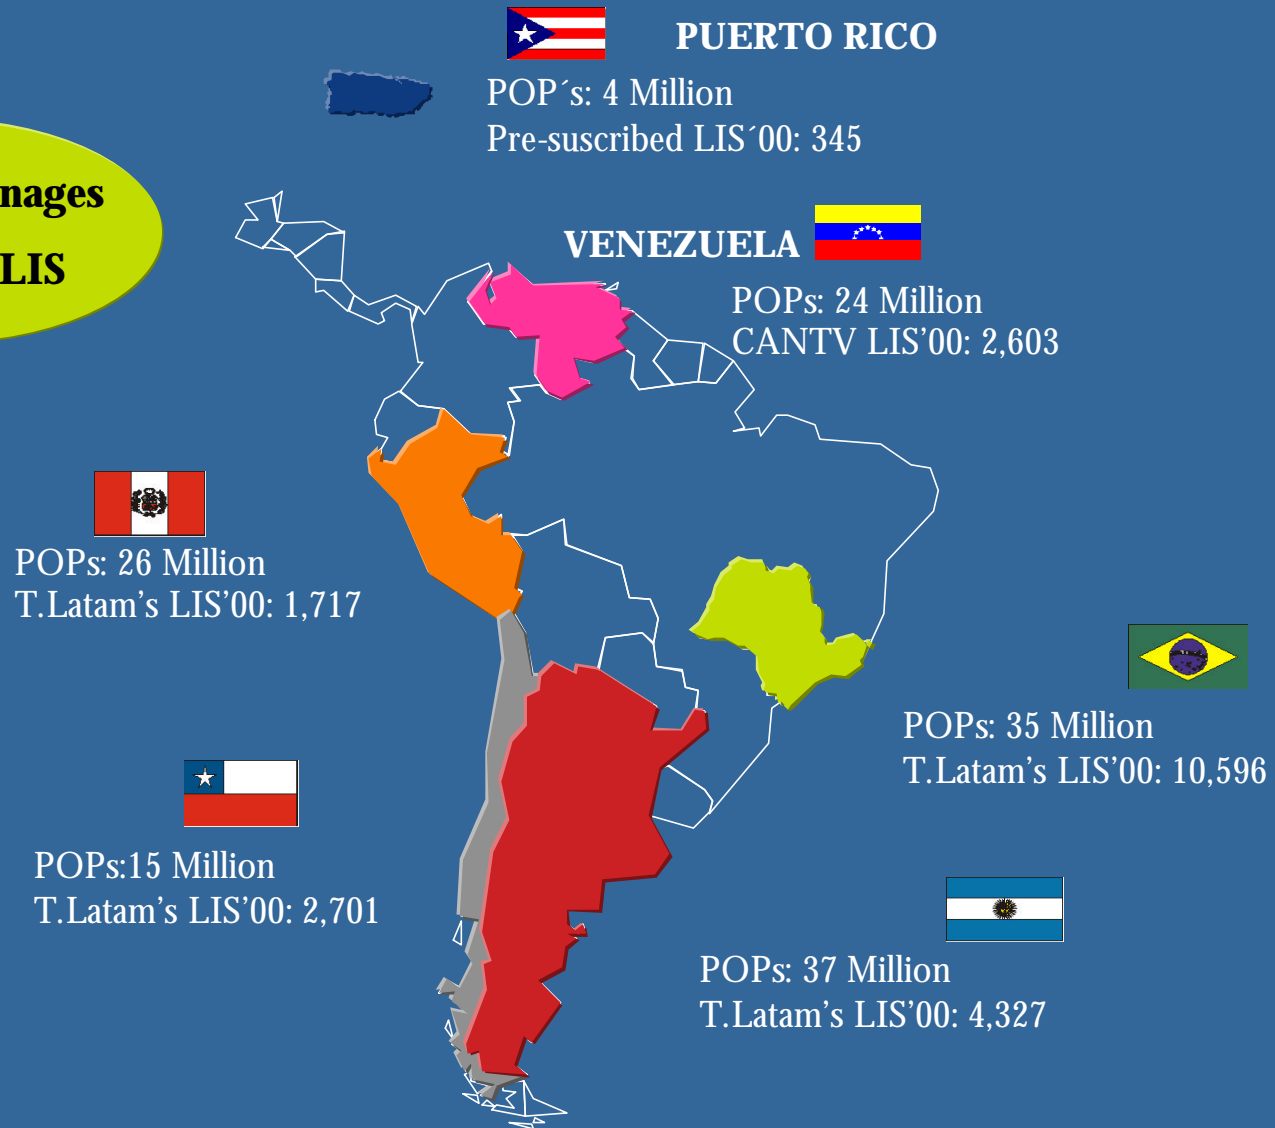 PUERTO RICO
POP´s: 4 Million
Pre-suscribed LIS´00: 345
nages
LIS
VENEZUELA
POPs: 24 Million
CANTV LIS’00: 2,603
POPs: 26 Million
T.Latam’s LIS’00: 1,717
POPs: 35 Million
T.Latam’s LIS’00: 10,596
POPs:15 Million
T.Latam’s LIS’00: 2,701
POPs: 37 Million
T.Latam’s LIS’00: 4,327